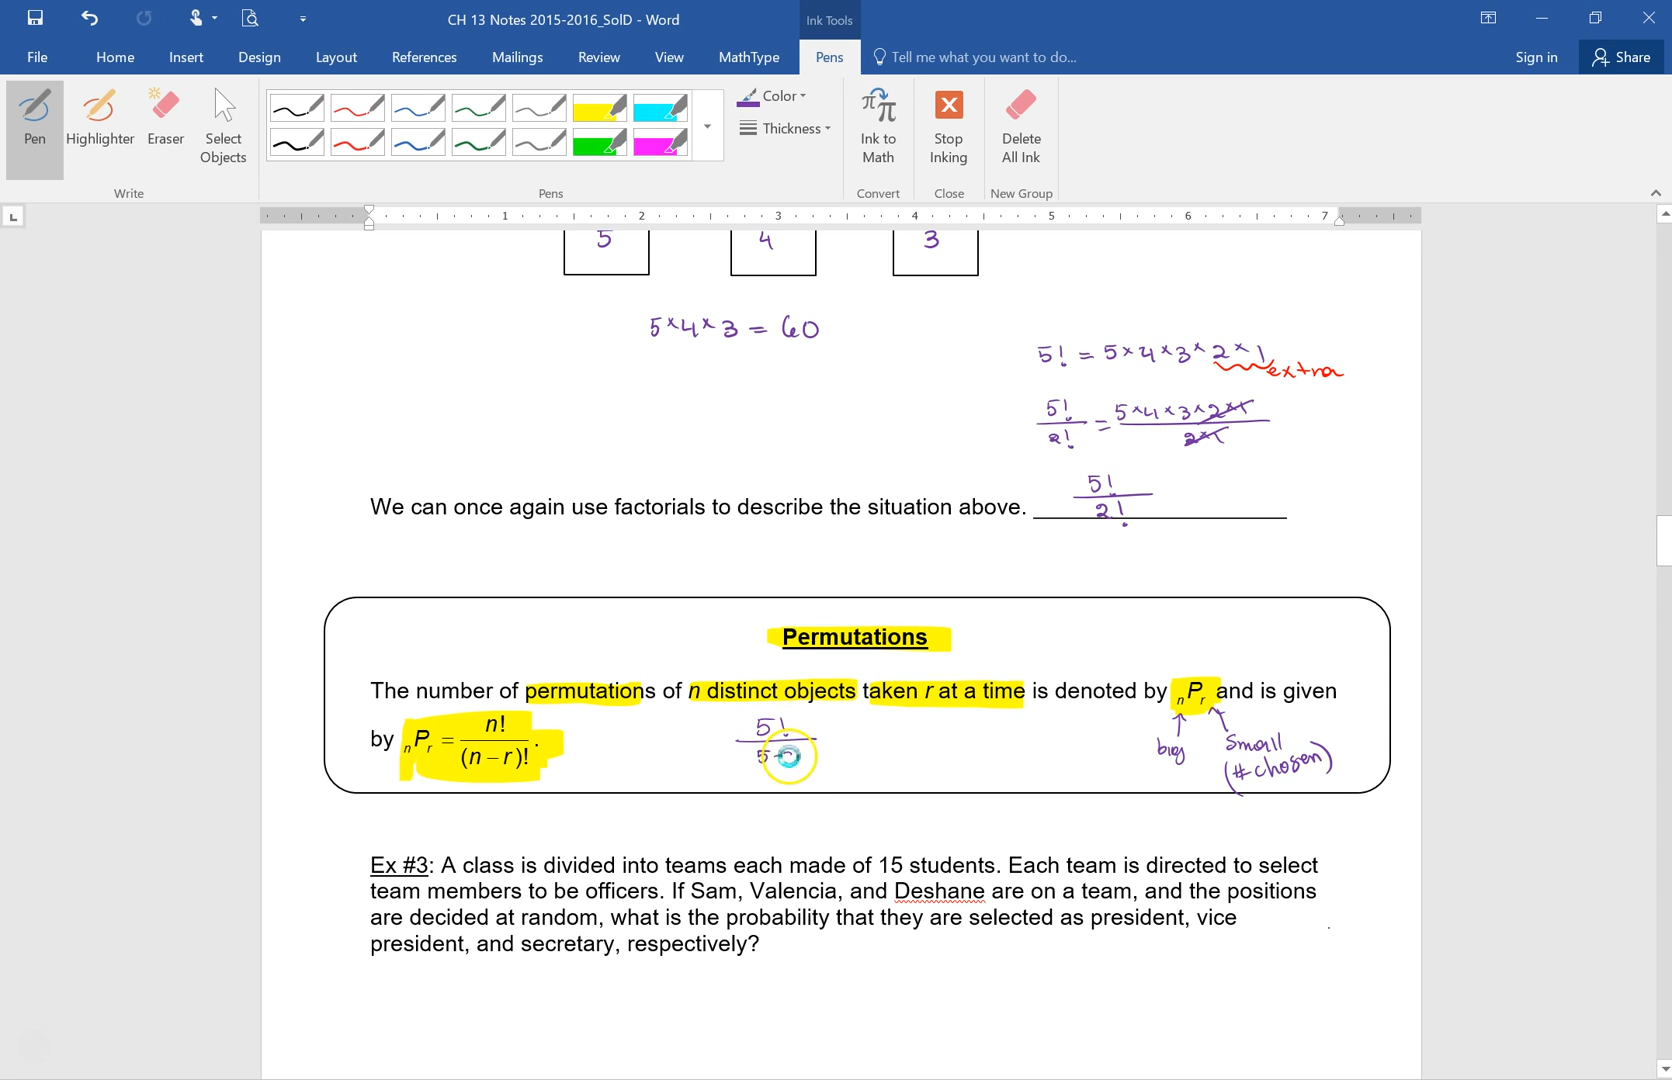 CH 13 Notes 2015-2016_SolD - Word
Ink Tools
File Home Insert Design Layout References Mailings Review View MathType Pens Tell me what you want to do... Sign in Share
Pen Highlighter Eraser Select Objects
Color
Thickness
Ink to Math Stop Inking Delete All Ink
Write Pens Convert Close New Group
L 1 2 3 4 5 6 7
5 4 3
5 × 4 × 3 = 60
5! = 5 × 4 × 3 × 2 × 1
extra
5!/2! = 5 × 4 × 3 × 2 × 1 / 2 × 1
We can once again use factorials to describe the situation above. 5!/2!
Permutations
The number of permutations of n distinct objects taken r at a time is denoted by nPr and is given
by nPr = n!/(n – r)!.
5!
5-
big
small
(# chosen)
Ex #3: A class is divided into teams each made of 15 students. Each team is directed to select
team members to be officers. If Sam, Valencia, and Deshane are on a team, and the positions
are decided at random, what is the probability that they are selected as president, vice
president, and secretary, respectively?